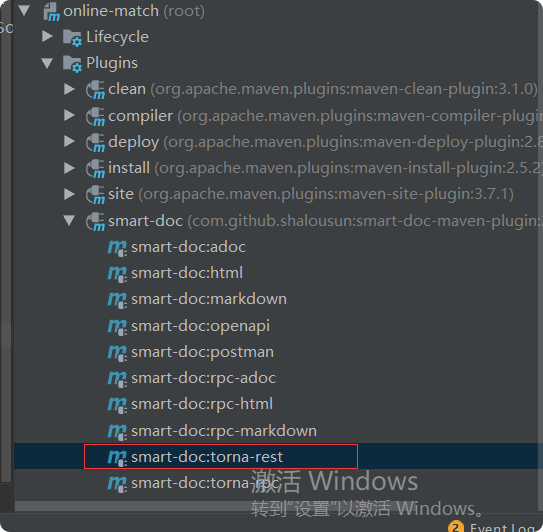 online-match (root)
Lifecycle
Plugins
clean (org.apache.maven.plugins:maven-clean-plugin:3.1.0)
compiler (org.apache.maven.plugins:maven-compiler-plugin
deploy (org.apache.maven.plugins:maven-deploy-plugin:2.8
install (org.apache.maven.plugins:maven-install-plugin:2.5.2)
site (org.apache.maven.plugins:maven-site-plugin:3.7.1)
smart-doc (com.github.shalousun:smart-doc-maven-plugin:
smart-doc:adoc
smart-doc:html
smart-doc:markdown
smart-doc:openapi
smart-doc:postman
smart-doc:rpc-adoc
smart-doc:rpc-html
smart-doc:rpc-markdown
smart-doc:torna-rest
smart-doc:torna-rpc
激活 Windows
转到"设置"以激活 Windows。
2 Event Log